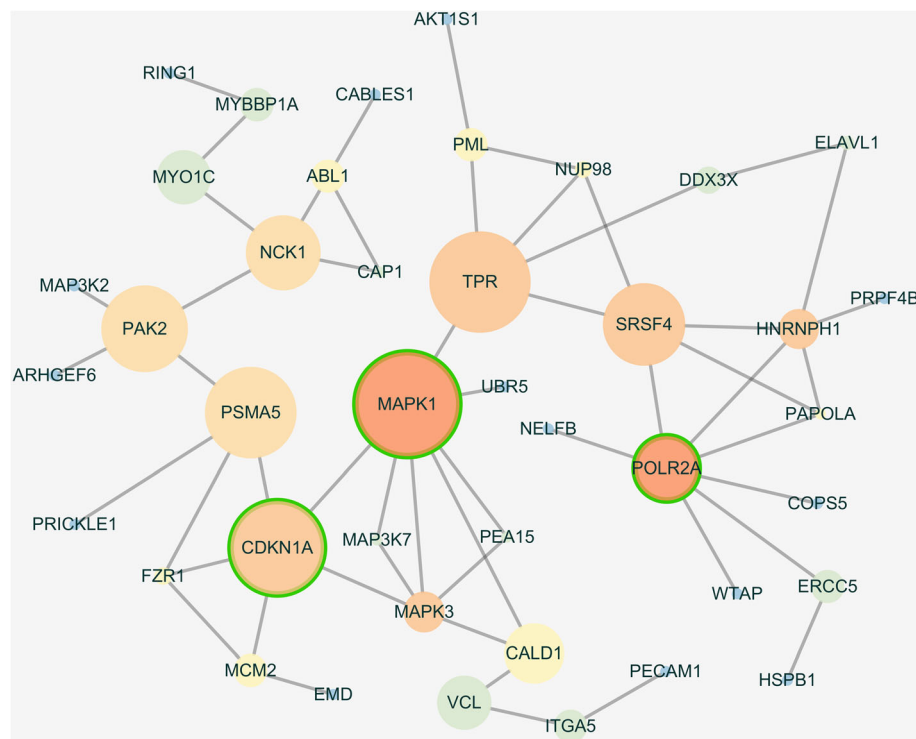 AKT1S1
RING1
MYBBP1A
CABLES1
PML
ELAVL1
NUP98
MYO1C
ABL1
DDX3X
NCK1
CAP1
TPR
MAP3K2
PRPF4B
PAK2
SRSF4
HNRNPH1
ARHGEF6
UBR5
MAPK1
PSMA5
PAPOLA
NELFB
POLR2A
COPS5
PRICKLE1
CDKN1A
MAP3K7
PEA15
FZR1
ERCC5
WTAP
MAPK3
CALD1
MCM2
PECAM1
HSPB1
EMD
VCL
ITGA5